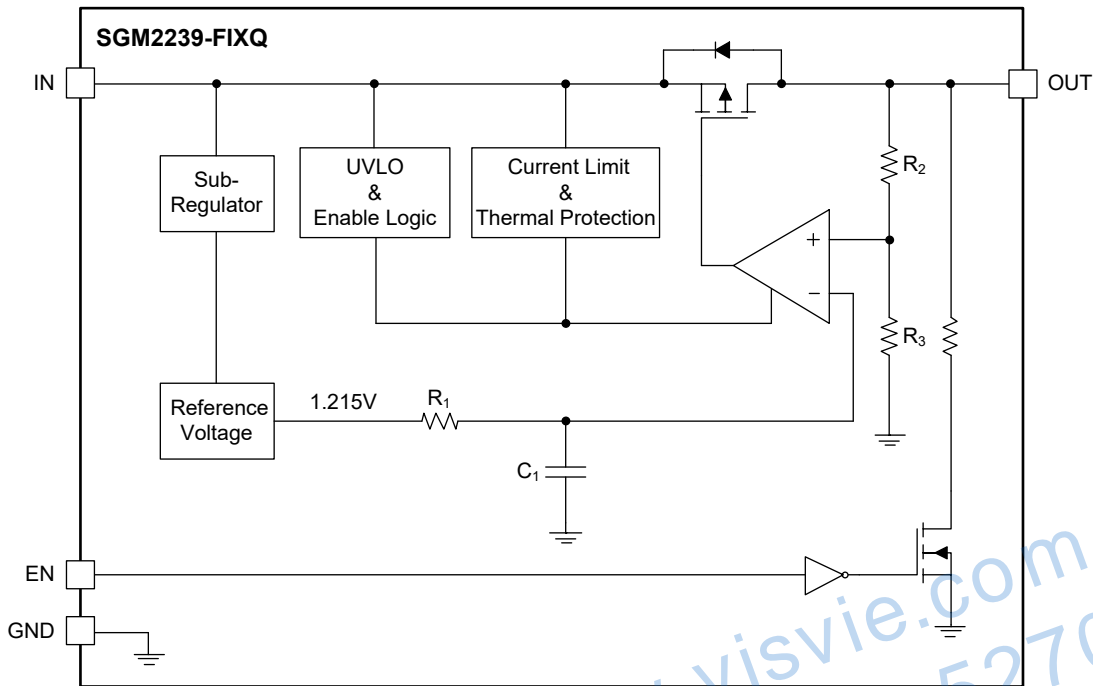 SGM2239-FIXQ
IN
OUT
Sub-
Regulator
UVLO
&
Enable Logic
Current Limit
&
Thermal Protection
R2
+
−
R3
Reference
Voltage
1.215V
R1
C1
EN
GND
visvie.com
5270